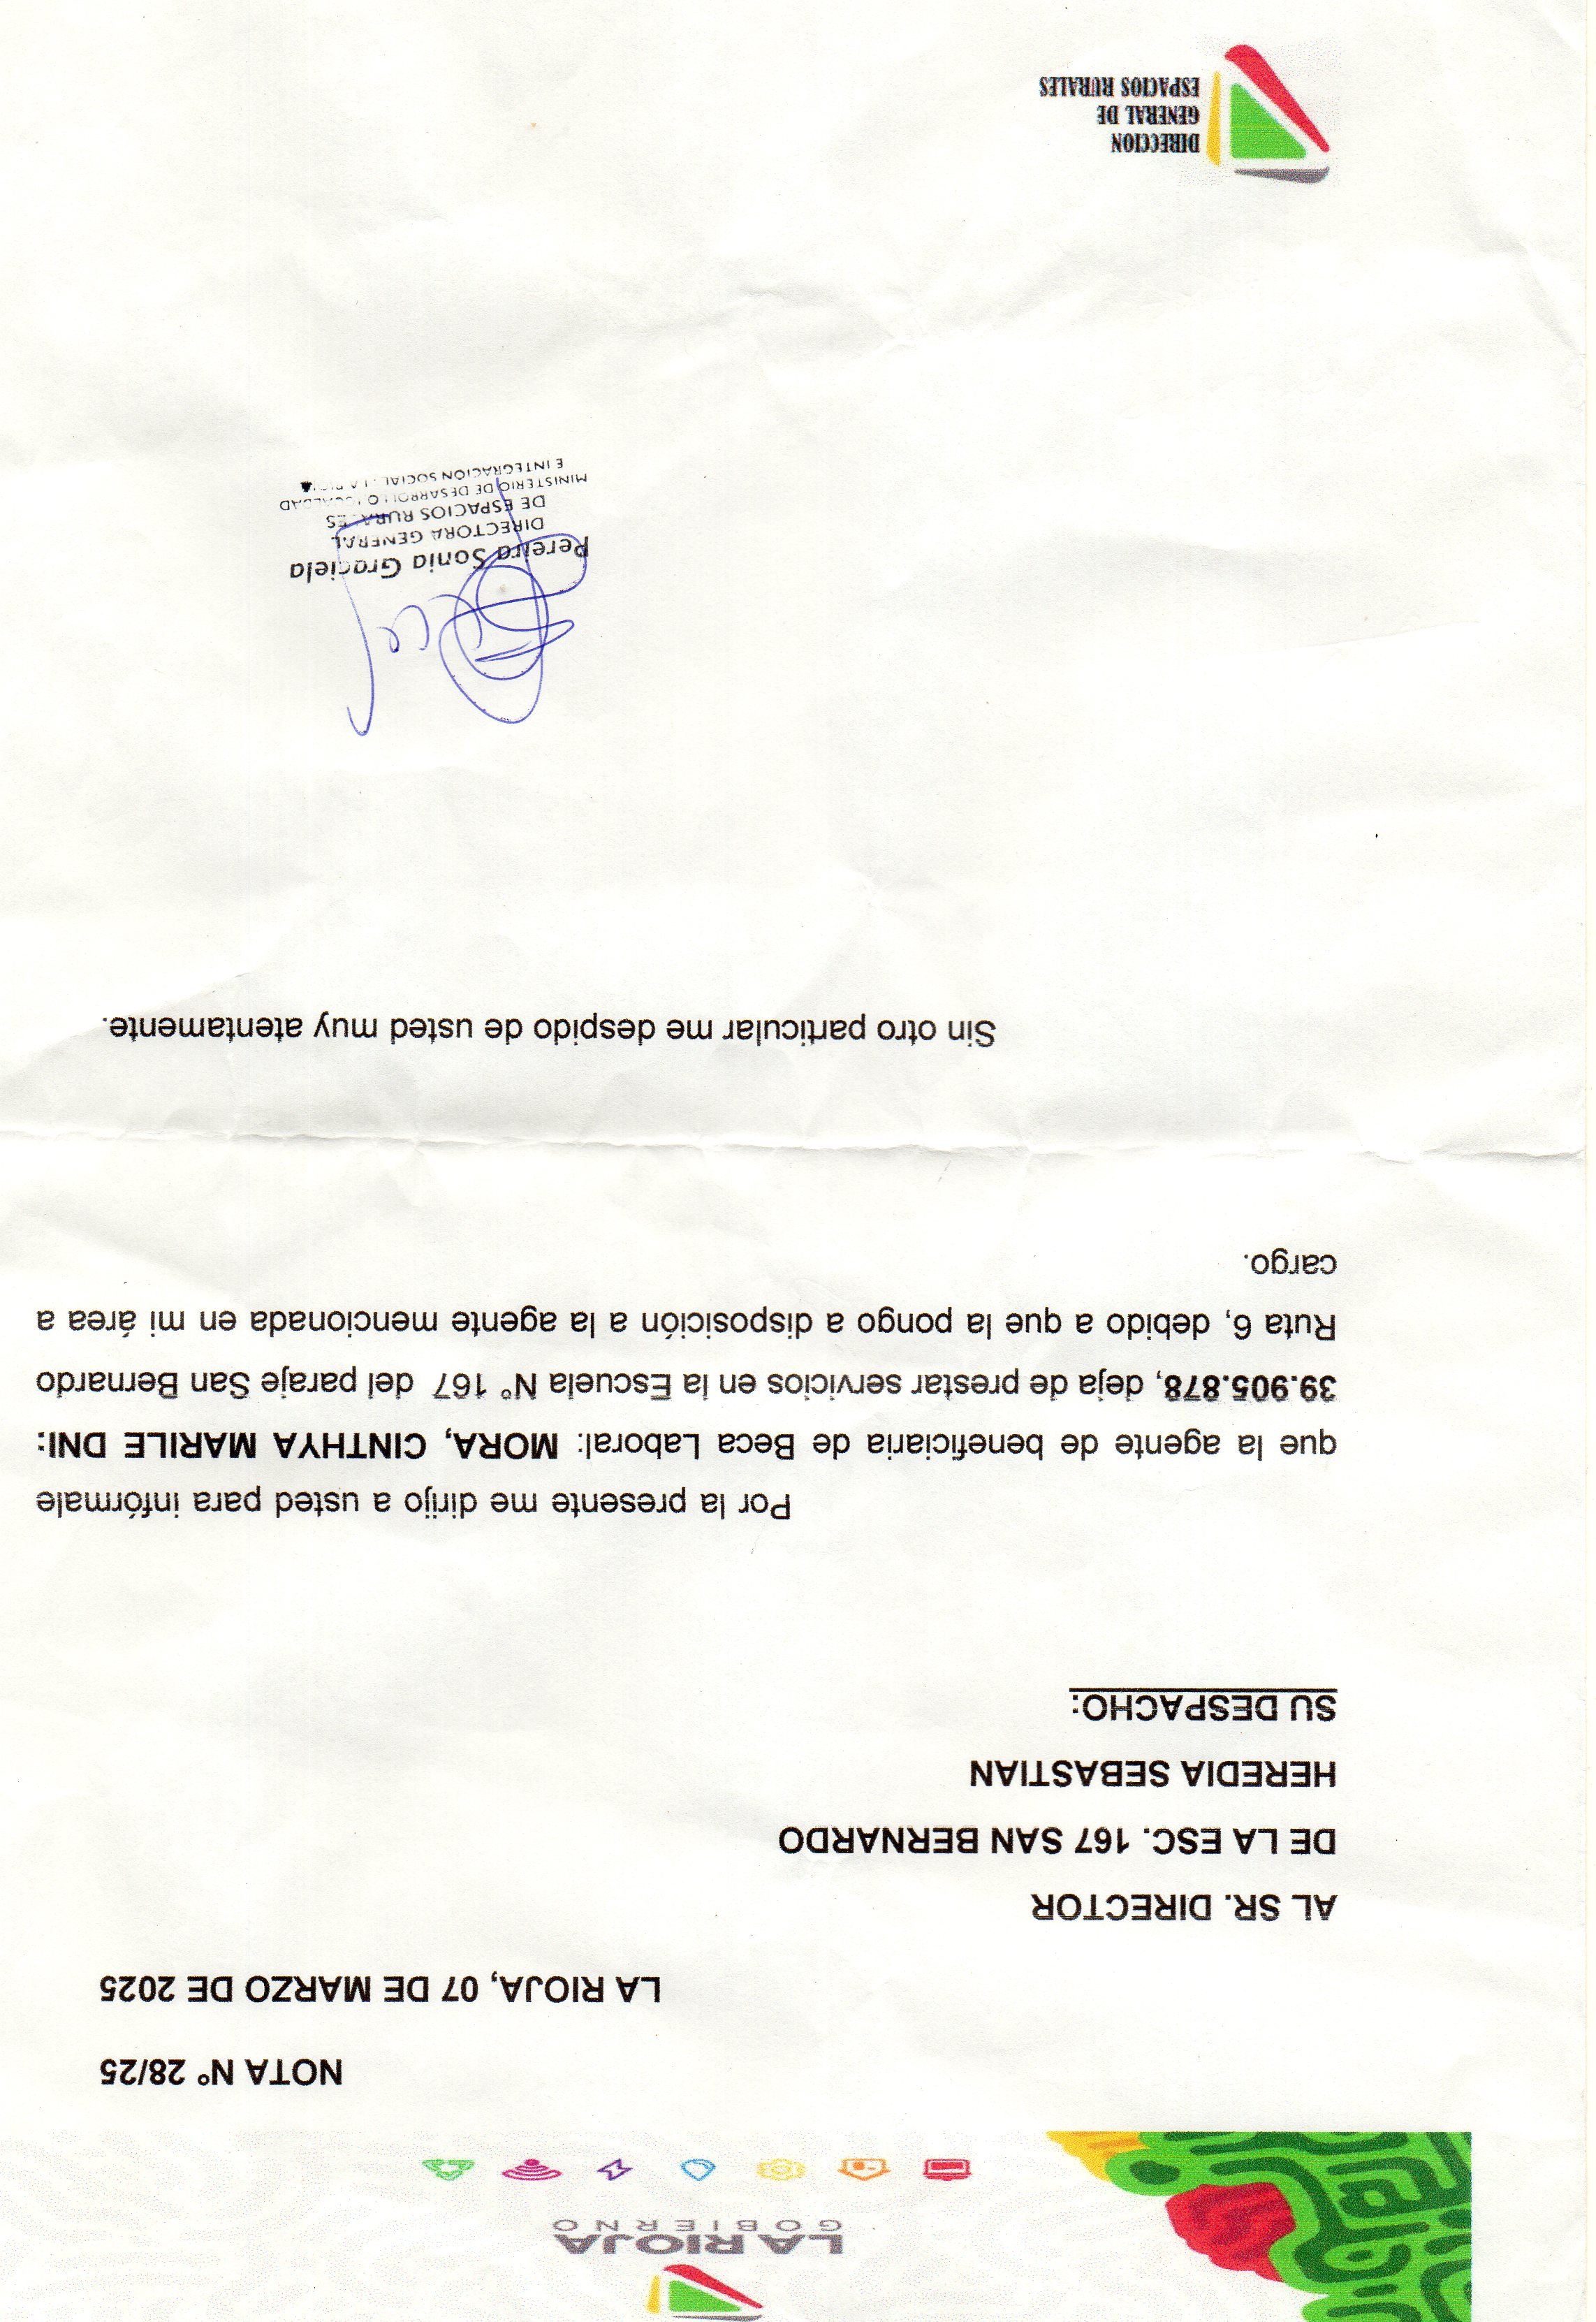 LA RIOJA
GOBIERNO
NOTA Nº 28/25
LA RIOJA, 07 DE MARZO DE 2025
AL SR. DIRECTOR
DE LA ESC. 167 SAN BERNARDO
HEREDIA SEBASTIAN
SU DESPACHO:
Por la presente me dirijo a usted para infórmale
que la agente de beneficiaria de Beca Laboral: MORA, CINTHYA MARILE DNI:
39.905.878, deja de prestar servicios en la Escuela Nº 167 del paraje San Bernardo
Ruta 6, debido a que la pongo a disposición a la agente mencionada en mi área a
cargo.
Sin otro particular me despido de usted muy atentamente.
Pereira Sonia Graciela
DIRECTORA GENERAL
DE ESPACIOS RURALES
MINISTERIO DE DESARROLLO
E INTEGRACIÓN SOCIAL
DIRECCION
GENERAL DE
ESPACIOS RURALES